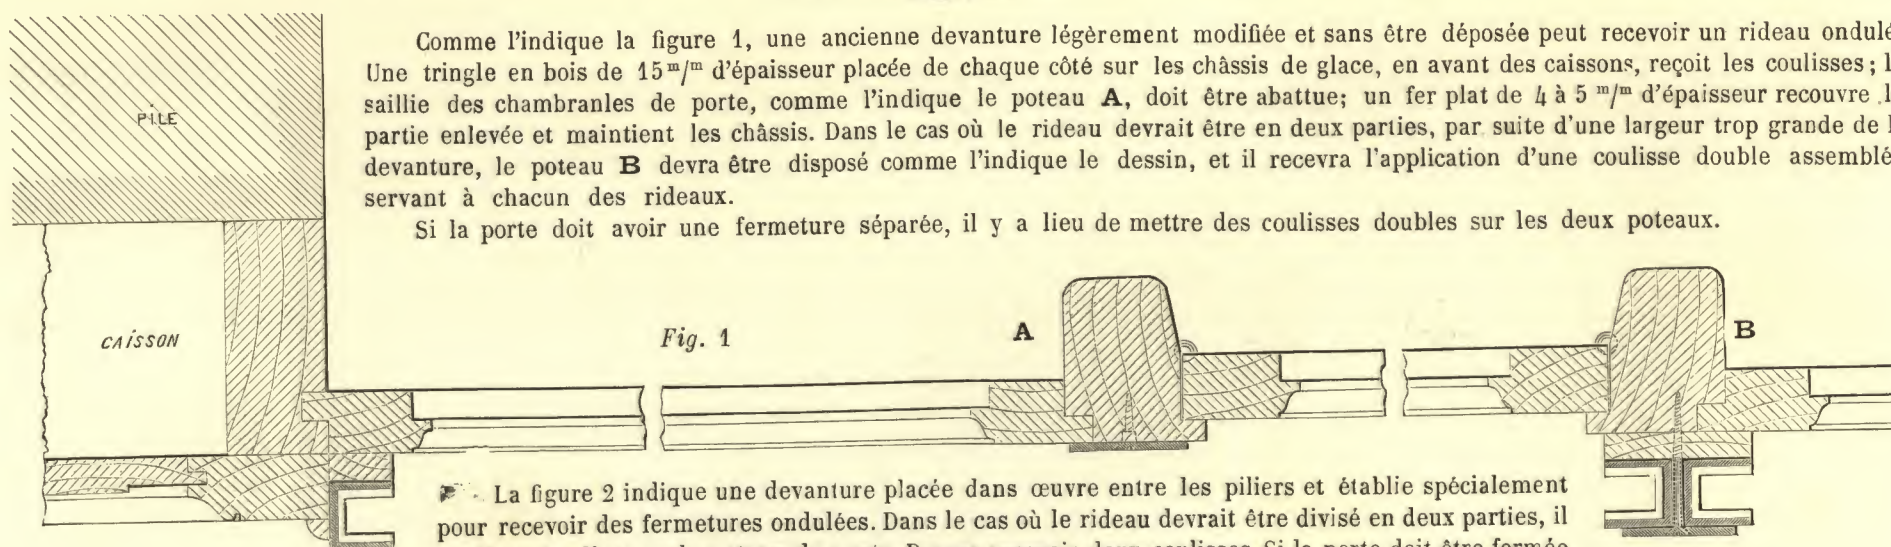 Comme l'indique la figure 1, une ancienne devanture légèrement modifiée et sans être déposée peut recevoir un rideau ondulé
Une tringle en bois de 15 m/m d'épaisseur placée de chaque côté sur les châssis de glace, en avant des caissons, reçoit les coulisses ; l
saillie des chambranles de porte, comme l'indique le poteau A, doit être abattue; un fer plat de 4 à 5 m/m d'épaisseur recouvre l
partie enlevée et maintient les châssis. Dans le cas où le rideau devrait être en deux parties, par suite d'une largeur trop grande de l
devanture, le poteau B devra être disposé comme l'indique le dessin, et il recevra l'application d'une coulisse double assemblé
servant à chacun des rideaux.
Si la porte doit avoir une fermeture séparée, il y a lieu de mettre des coulisses doubles sur les deux poteaux.
PILE
CAISSON
Fig. 1
A
B
La figure 2 indique une devanture placée dans œuvre entre les piliers et établie spécialement
pour recevoir des fermetures ondulées. Dans le cas où le rideau devrait être divisé en deux parties, il